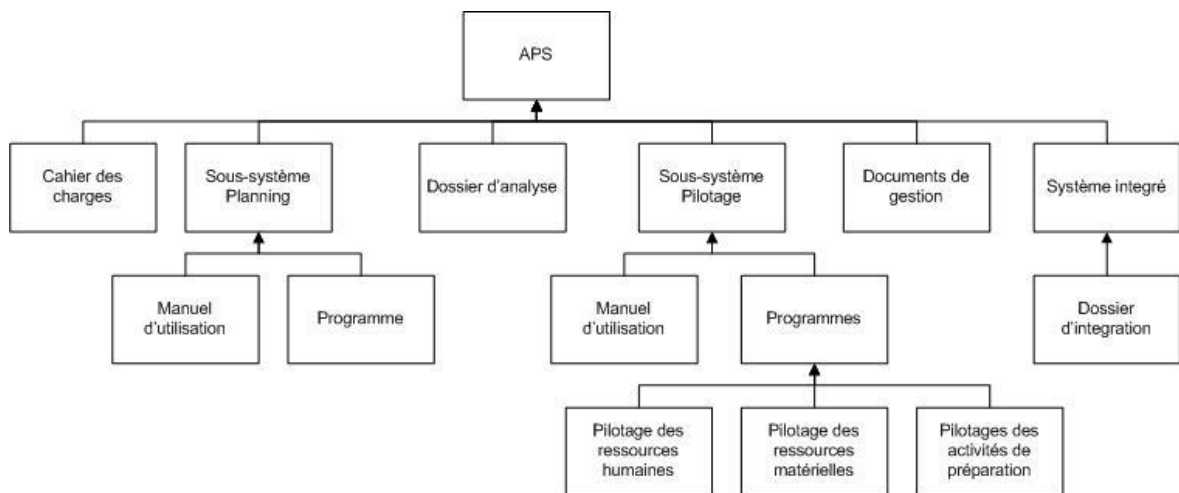 APS
Cahier des
charges
Sous-système
Planning
Dossier d'analyse
Sous-système
Pilotage
Documents de
gestion
Système integré
Manuel
d'utilisation
Programme
Manuel
d'utilisation
Programmes
Dossier
d'integration
Pilotage des
ressources
humaines
Pilotage des
ressources
matérielles
Pilotages des
activités de
préparation